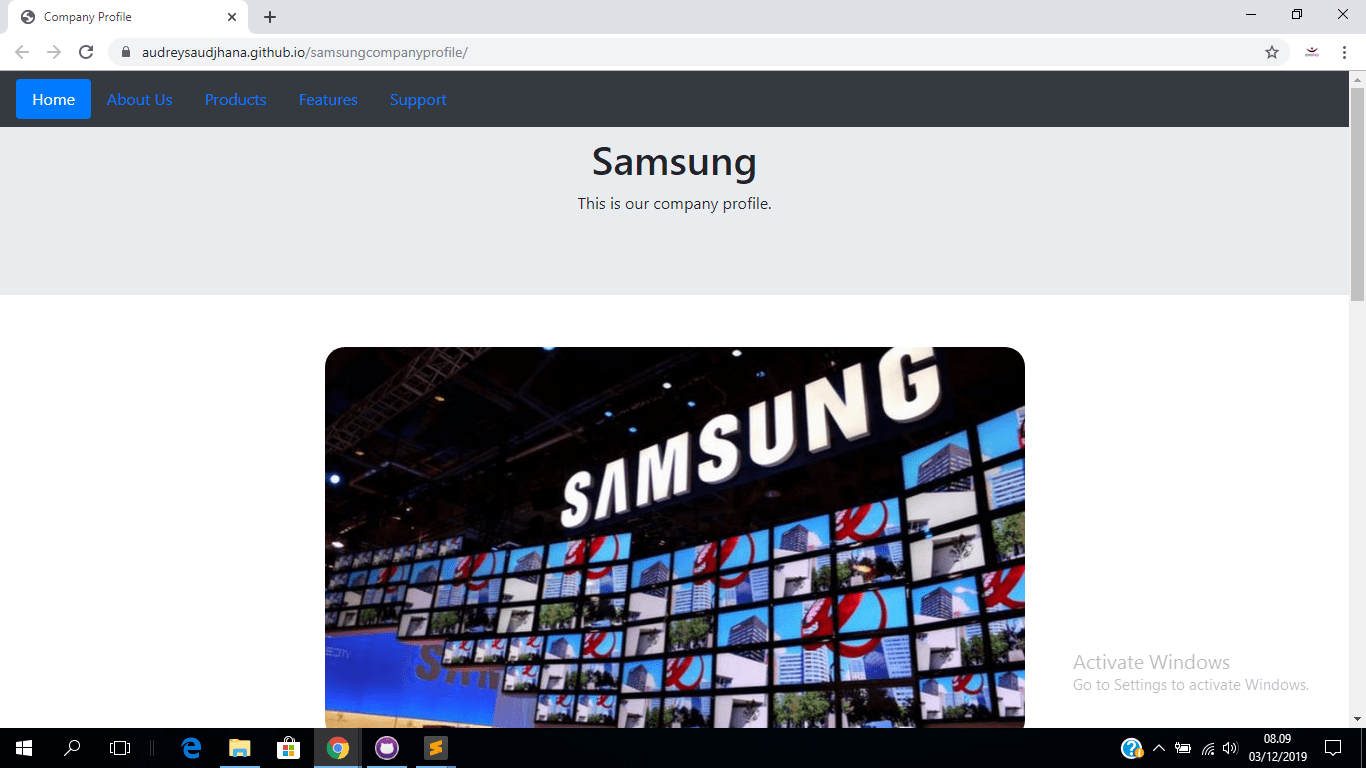 Company Profile
audreysaudjhana.github.io/samsungcompanyprofile/
Home About Us Products Features Support
Samsung
This is our company profile.
SAMSUNG
Activate Windows
Go to Settings to activate Windows.
08.09
03/12/2019